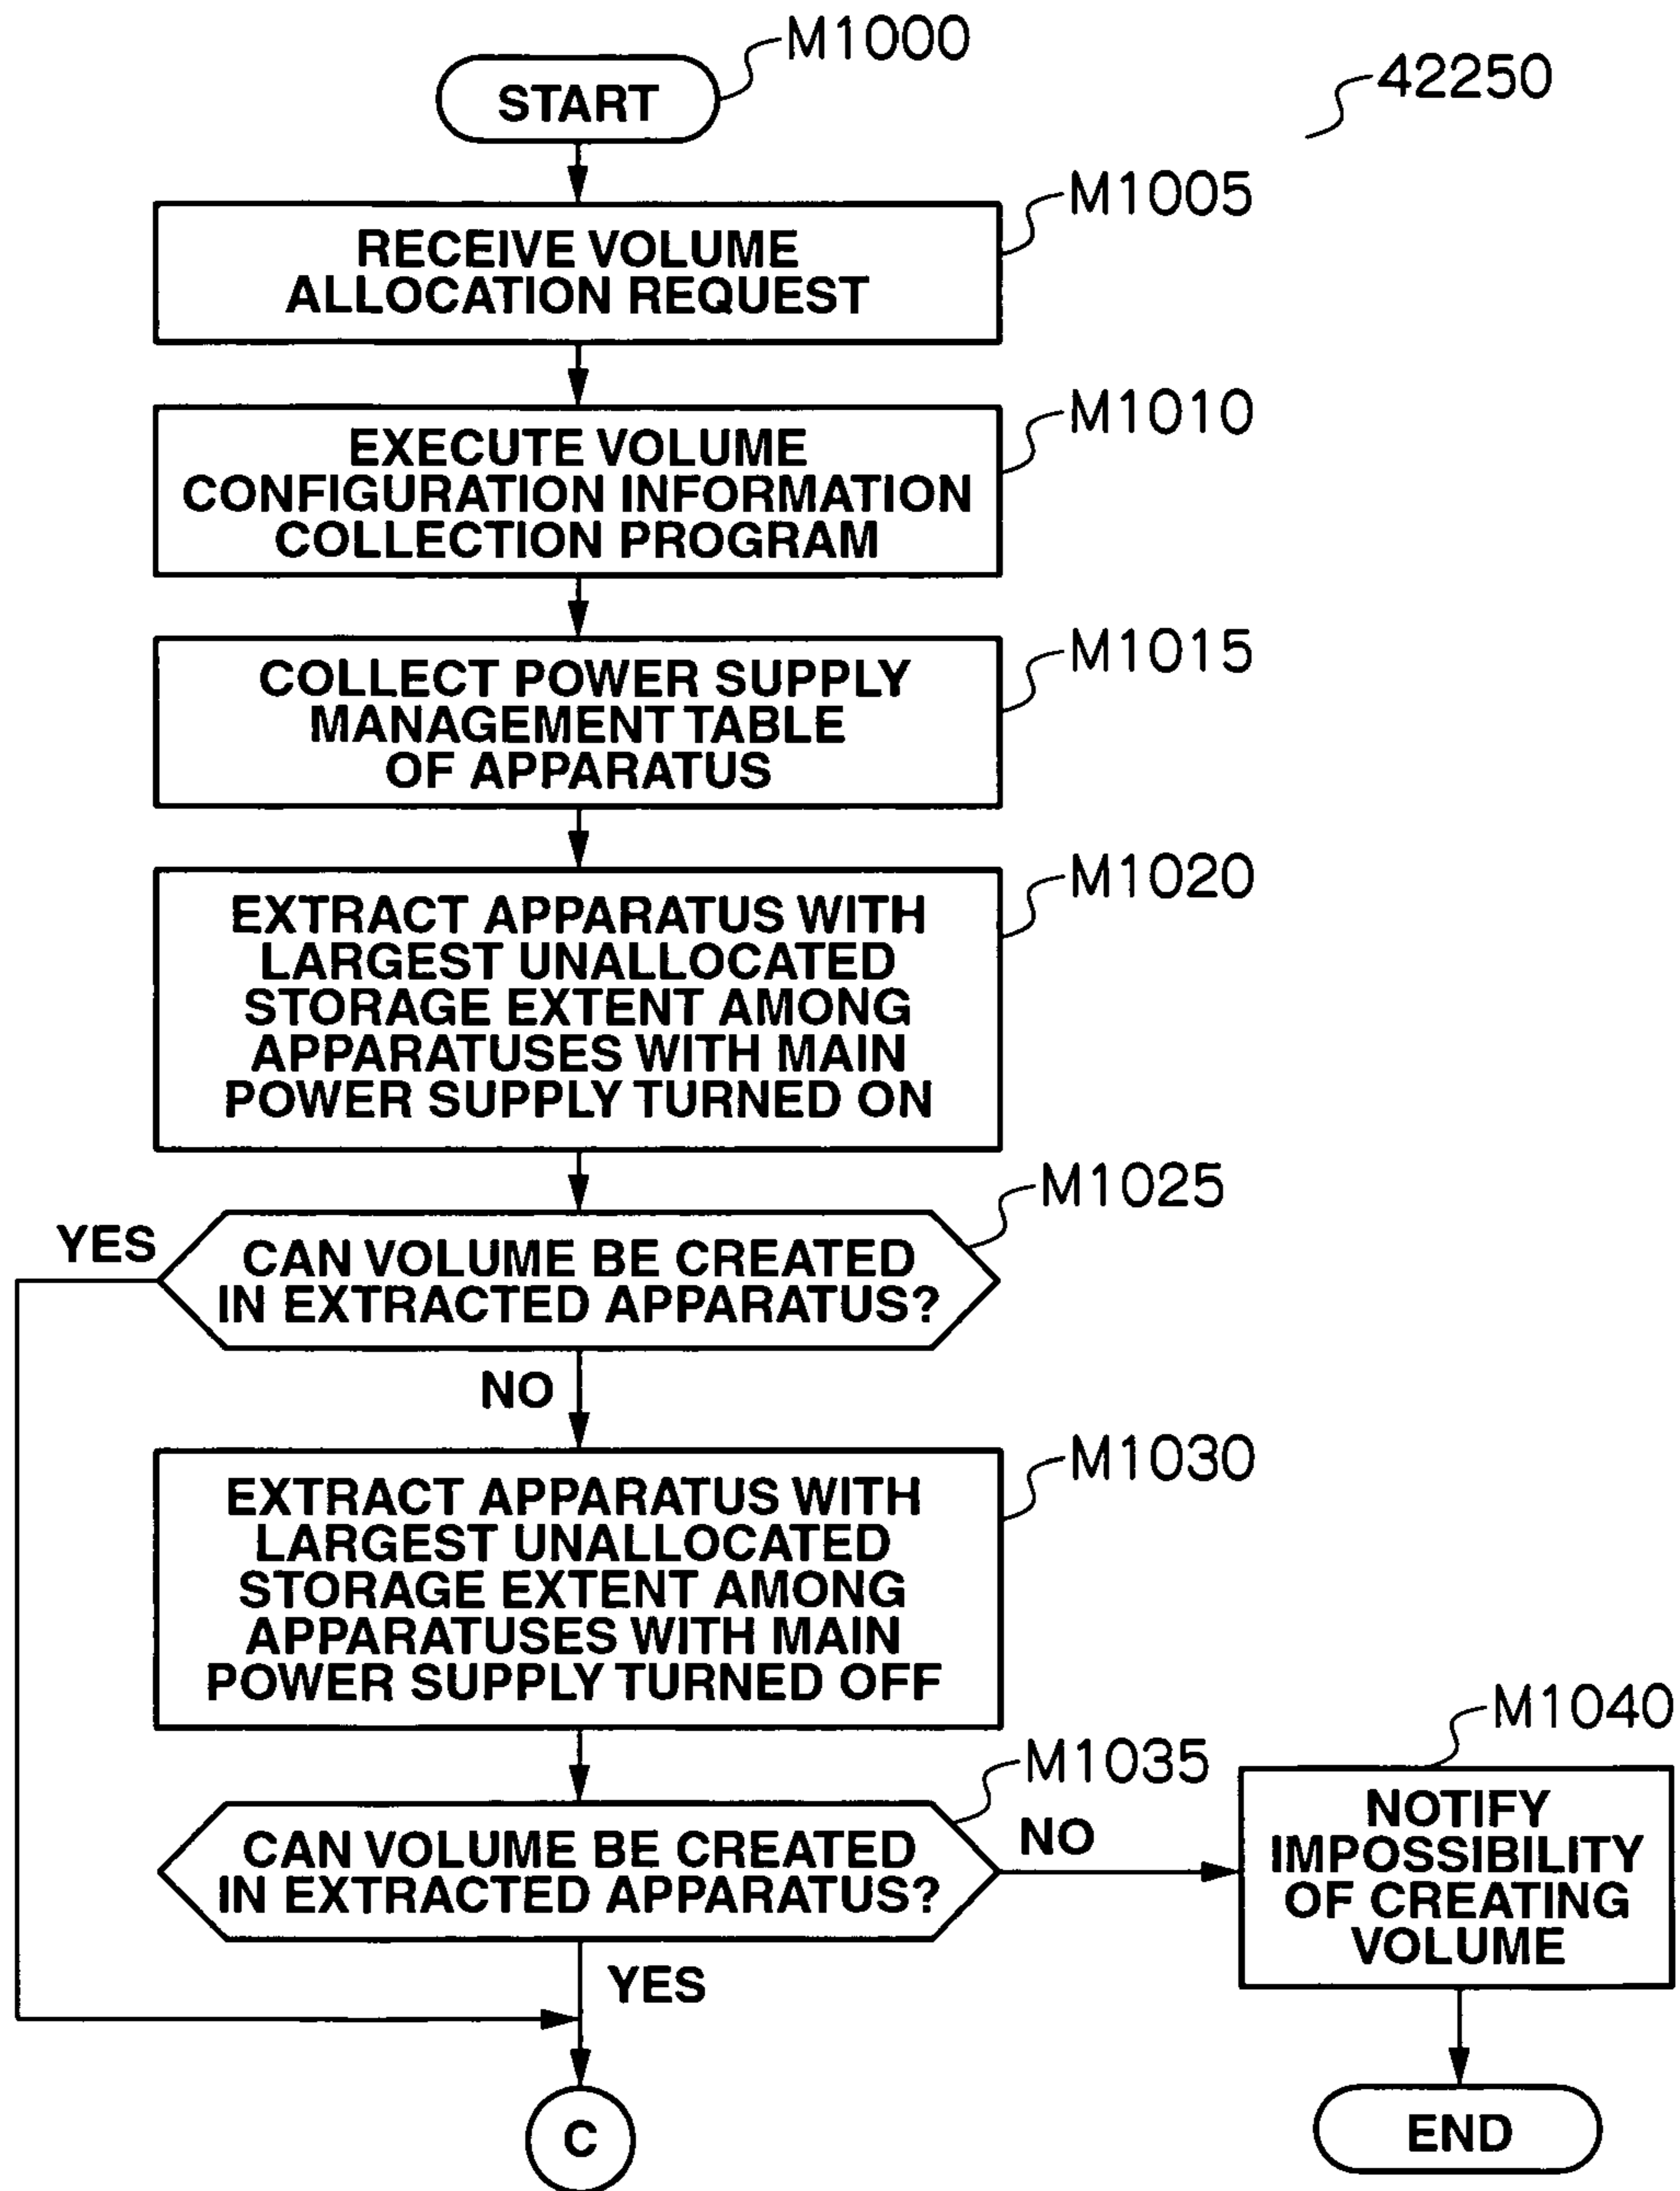 M1000
START
42250
M1005
RECEIVE VOLUME
ALLOCATION REQUEST
M1010
EXECUTE VOLUME
CONFIGURATION INFORMATION
COLLECTION PROGRAM
M1015
COLLECT POWER SUPPLY
MANAGEMENT TABLE
OF APPARATUS
M1020
EXTRACT APPARATUS WITH
LARGEST UNALLOCATED
STORAGE EXTENT AMONG
APPARATUSES WITH MAIN
POWER SUPPLY TURNED ON
M1025
YES
CAN VOLUME BE CREATED
IN EXTRACTED APPARATUS?
NO
M1030
EXTRACT APPARATUS WITH
LARGEST UNALLOCATED
STORAGE EXTENT AMONG
APPARATUSES WITH MAIN
POWER SUPPLY TURNED OFF
M1035
CAN VOLUME BE CREATED
IN EXTRACTED APPARATUS?
NO
M1040
NOTIFY
IMPOSSIBILITY
OF CREATING
VOLUME
YES
C
END